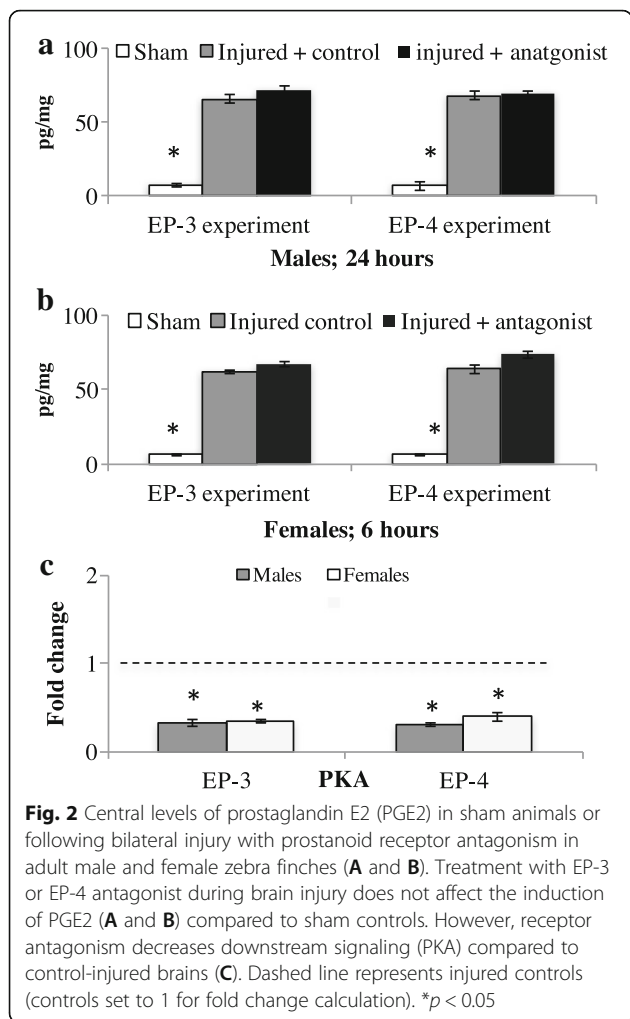 a
100
Sham Injured + control injured + anatgonist
pg/mg
50
*
*
0
EP-3 experiment EP-4 experiment
Males; 24 hours
b
100
Sham Injured control Injured + antagonist
pg/mg
50
*
*
0
EP-3 experiment EP-4 experiment
Females; 6 hours
c
2
Males Females
Fold change
1
* * * *
0
EP-3 PKA EP-4
Fig. 2 Central levels of prostaglandin E2 (PGE2) in sham animals or
following bilateral injury with prostanoid receptor antagonism in
adult male and female zebra finches (A and B). Treatment with EP-3
or EP-4 antagonist during brain injury does not affect the induction
of PGE2 (A and B) compared to sham controls. However, receptor
antagonism decreases downstream signaling (PKA) compared to
control-injured brains (C). Dashed line represents injured controls
(controls set to 1 for fold change calculation). *p < 0.05